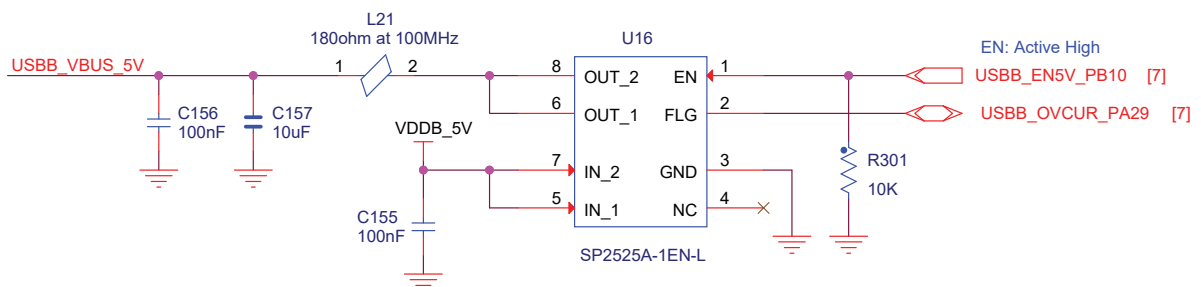 L21
180ohm at 100MHz
USBB_VBUS_5V
1
2
C156
100nF
C157
10uF
U16
8
OUT_2
EN
1
6
OUT_1
FLG
2
7
IN_2
GND
3
5
IN_1
NC
4
SP2525A-1EN-L
VDDB_5V
C155
100nF
EN: Active High
USBB_EN5V_PB10 [7]
USBB_OVCUR_PA29 [7]
R301
10K